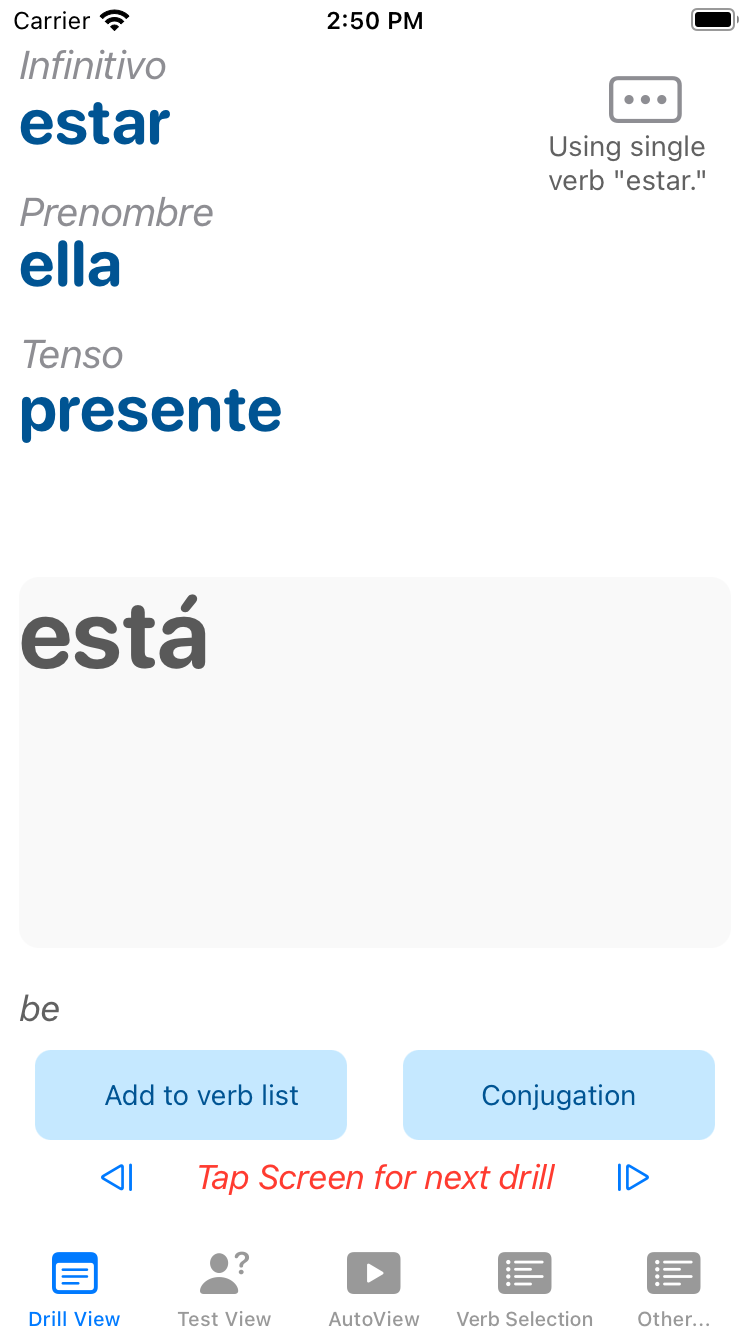 Carrier 2:50 PM
Infinitivo
estar
Using single
verb "estar."
Prenombre
ella
Tenso
presente
está
be
Add to verb list Conjugation
Tap Screen for next drill
?
Drill View Test View AutoView Verb Selection Other...